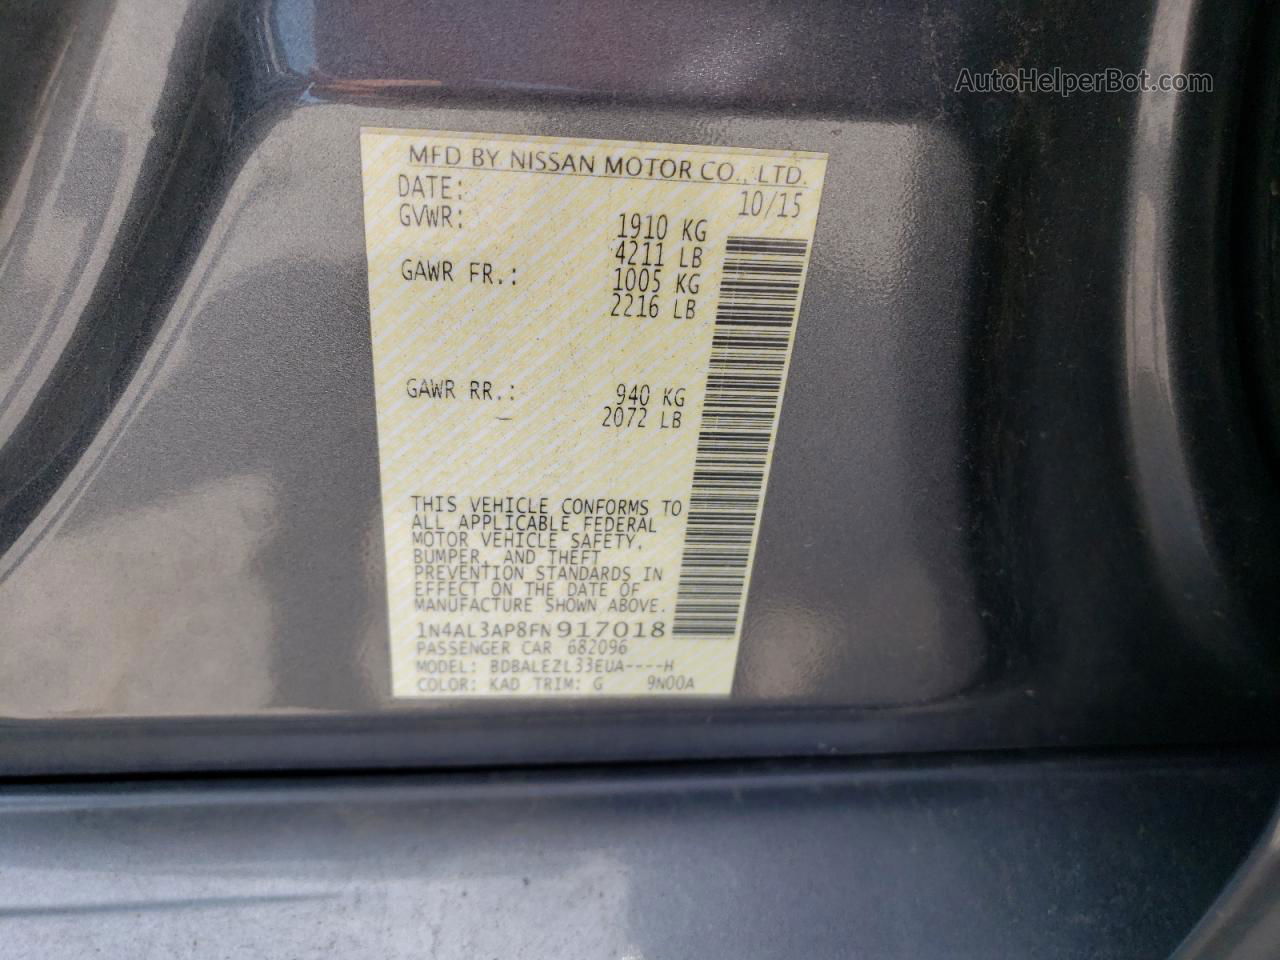 AutoHelperBot.com
MFD BY NISSAN MOTOR CO., LTD.
DATE: 10/15
GVWR: 1910 KG
4211 LB
GAWR FR.: 1005 KG
2216 LB
GAWR RR.: 940 KG
2072 LB
THIS VEHICLE CONFORMS TO
ALL APPLICABLE FEDERAL
MOTOR VEHICLE SAFETY,
BUMPER, AND THEFT
PREVENTION STANDARDS IN
EFFECT ON THE DATE OF
MANUFACTURE SHOWN ABOVE.
1N4AL3AP8FN917018
PASSENGER CAR 682096
MODEL: BDBALEZL33EUA----H
COLOR: KAD TRIM: G 9N00A